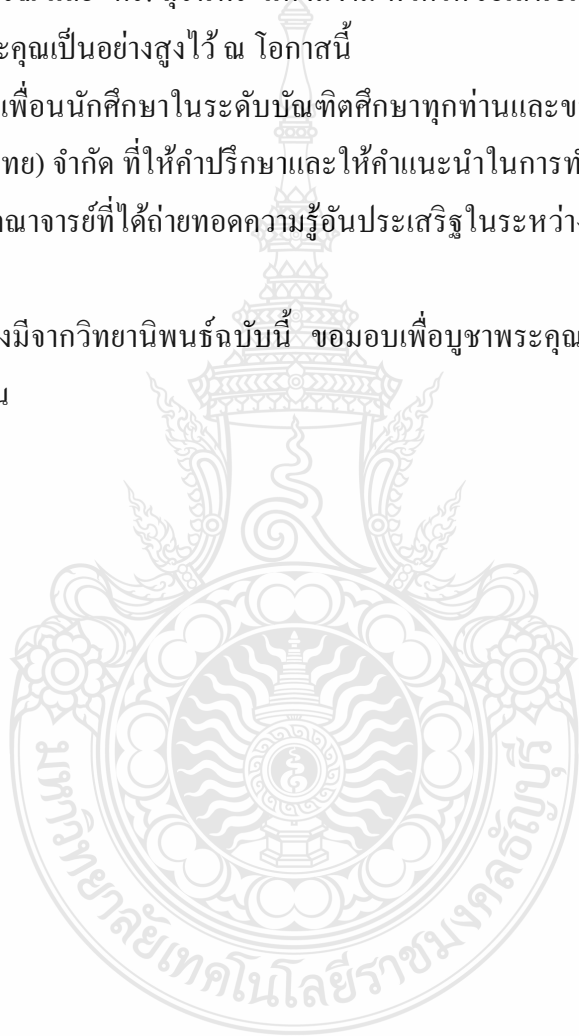 ะคุณเป็นอย่างสูงไว้ ณ โอกาสนี้
เพื่อนนักศึกษาในระดับบัณฑิตศึกษาทุกท่านและข
ทย) จำกัด ที่ให้คำปรึกษาและให้คำแนะนำในการท
ณาจารย์ที่ได้ถ่ายทอดความรู้อันประเสริฐในระหว่าง
งมีจากวิทยานิพนธ์ฉบับนี้ ขอมอบเพื่อบูชาพระคุณ
น
มหาวิทยาลัยเทคโนโลยีราชมงคลธัญบุรี